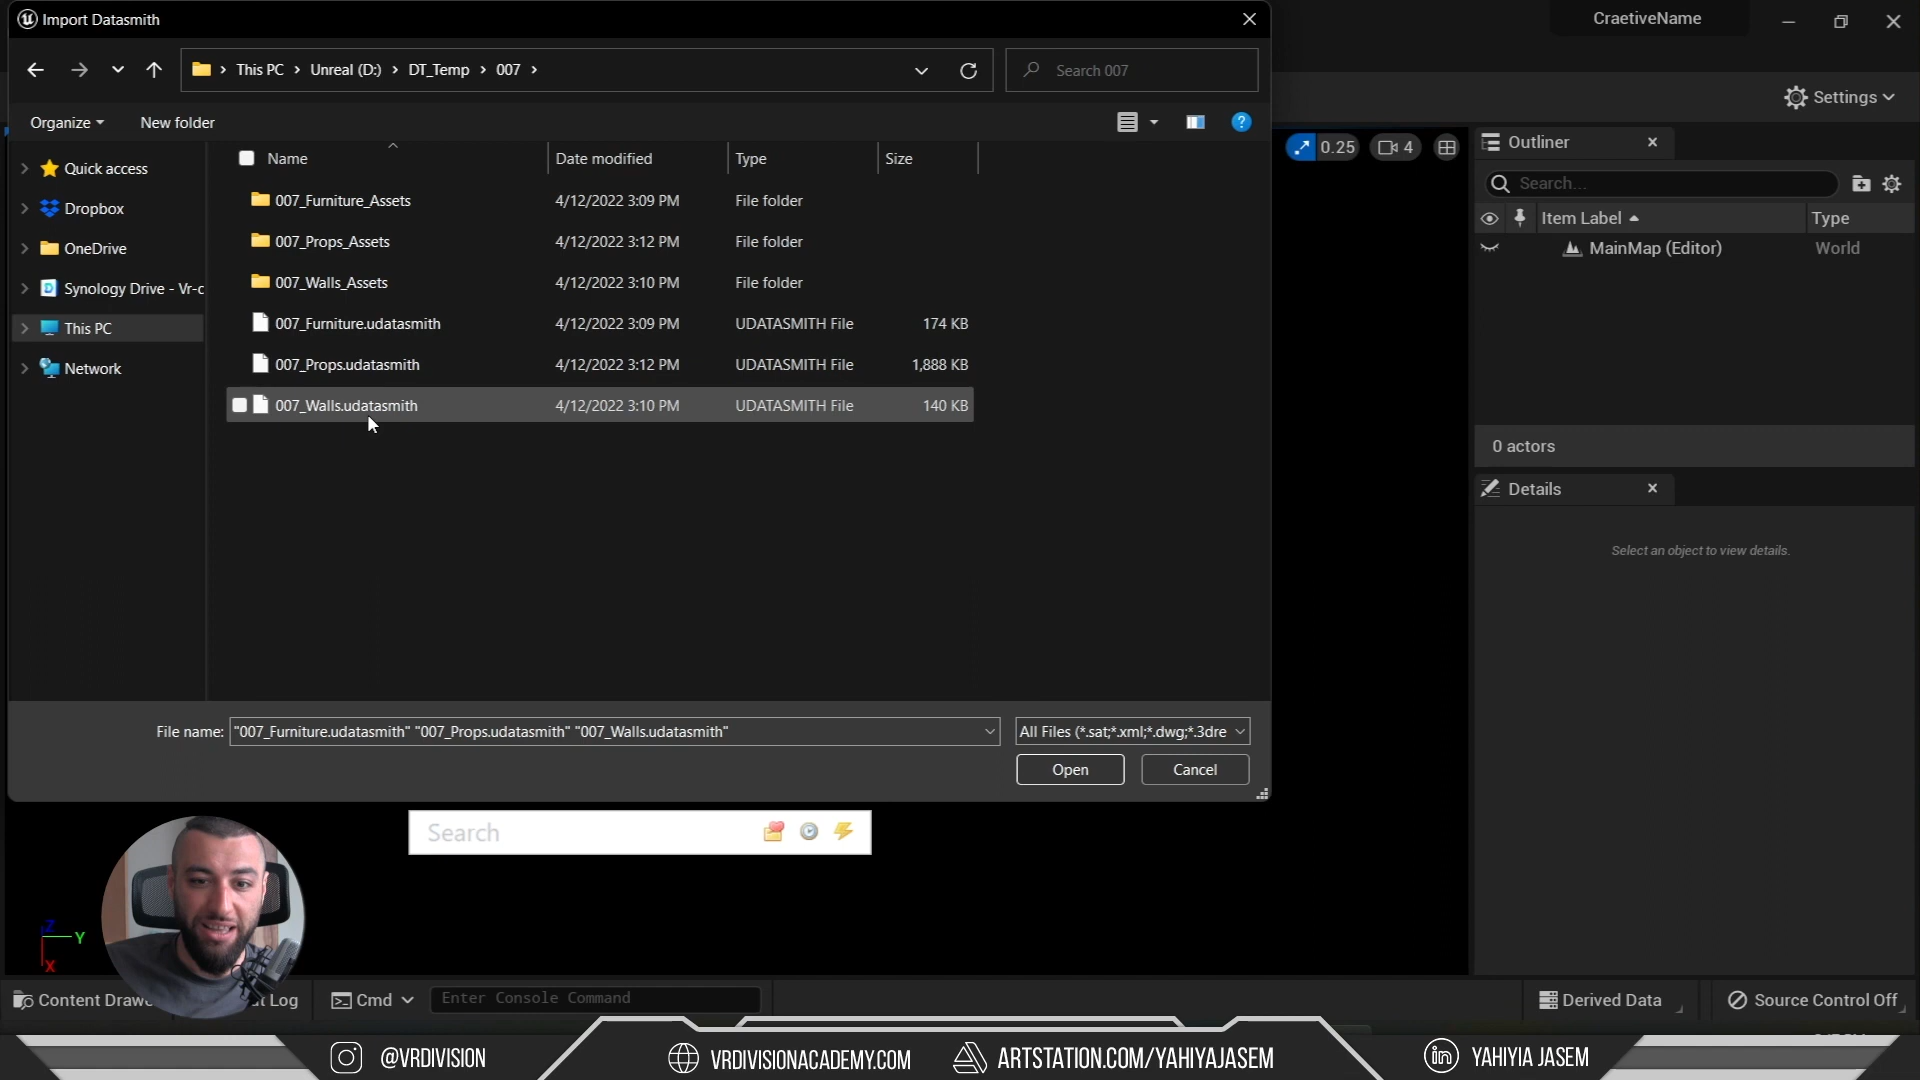 Import Datasmith
CraetiveName
This PC > Unreal (D:) > DT_Temp > 007 >
Search 007
Organize
New folder
Settings
Name
Date modified
Type
Size
Quick access
Dropbox
OneDrive
Synology Drive - Vr-c
This PC
Network
007_Furniture_Assets 4/12/2022 3:09 PM File folder
007_Props_Assets 4/12/2022 3:12 PM File folder
007_Walls_Assets 4/12/2022 3:10 PM File folder
007_Furniture.udatasmith 4/12/2022 3:09 PM UDATASMITH File 174 KB
007_Props.udatasmith 4/12/2022 3:12 PM UDATASMITH File 1,888 KB
007_Walls.udatasmith 4/12/2022 3:10 PM UDATASMITH File 140 KB
0.25
4
Outliner
Search...
Item Label
Type
MainMap (Editor)
World
0 actors
Details
Select an object to view details.
File name: "007_Furniture.udatasmith" "007_Props.udatasmith" "007_Walls.udatasmith"
All Files (*.sat;*.xml;*.dwg;*.3dre
Open
Cancel
Search
Z
Y
X
Content Drawe
t Log
Cmd
Enter Console Command
Derived Data
Source Control Off
@VRDIVISION
VRDIVISIONACADEMY.COM
ARTSTATION.COM/YAHIYAJASEM
in
YAHIYIA JASEM